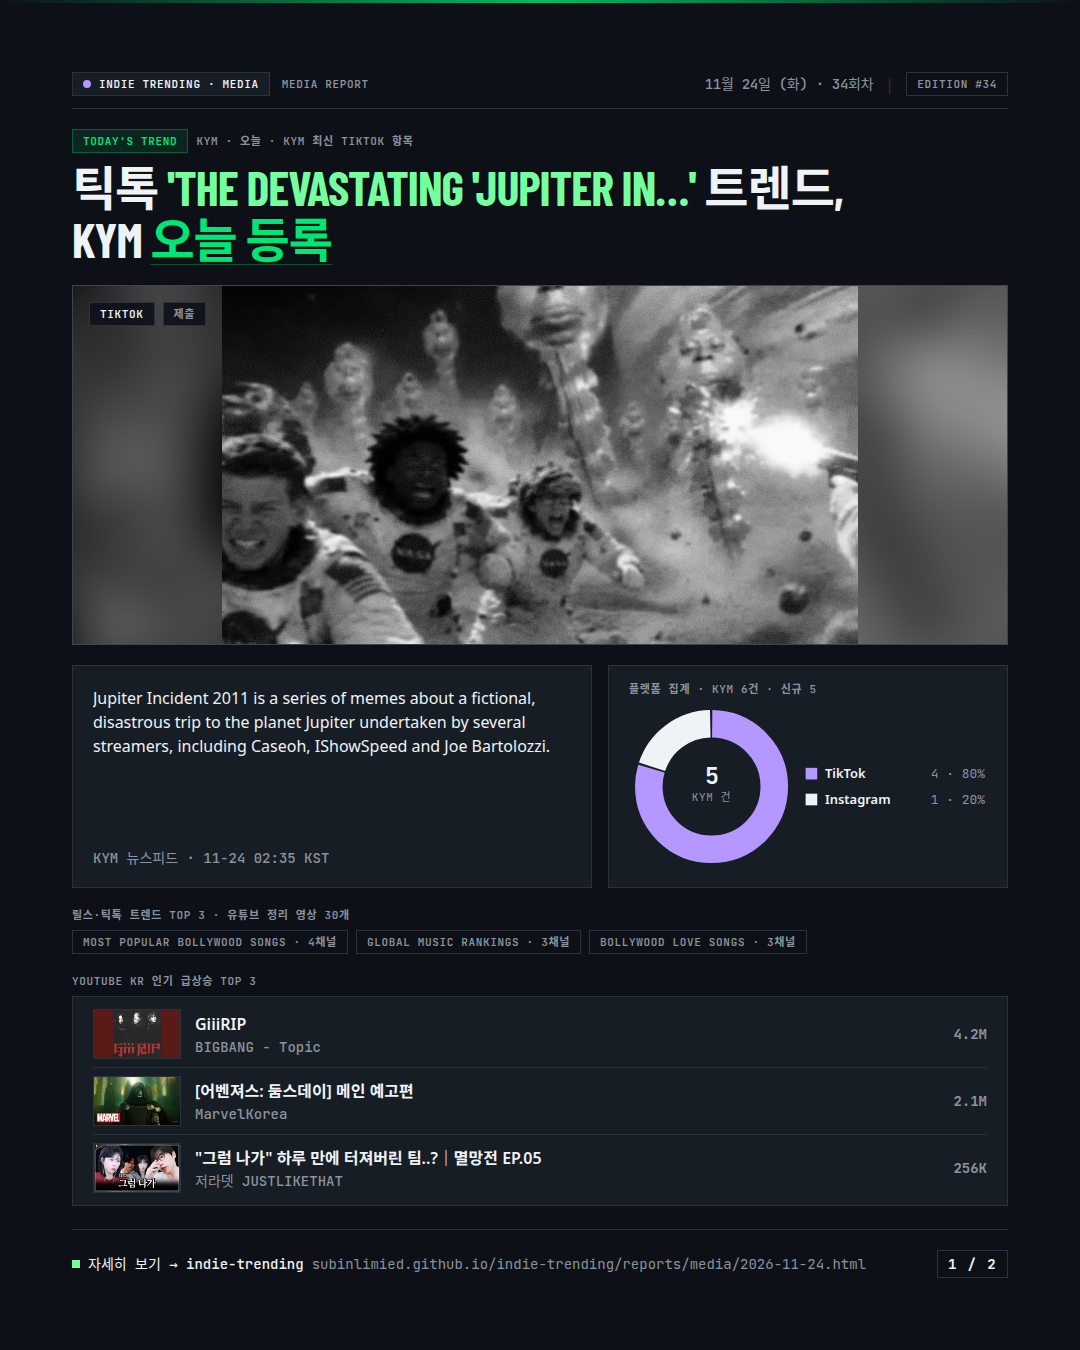 INDIE TRENDING · MEDIA
MEDIA REPORT
11월 24일 (화) · 34회차
EDITION #34
TODAY'S TREND
KYM · 오늘 · KYM 최신 TIKTOK 항목
틱톡 'THE DEVASTATING 'JUPITER IN...' 트렌드,
KYM 오늘 등록
TIKTOK
제출
NASA
NASA
Jupiter Incident 2011 is a series of memes about a fictional,
disastrous trip to the planet Jupiter undertaken by several
streamers, including Caseoh, IShowSpeed and Joe Bartolozzi.
KYM 뉴스피드 · 11-24 02:35 KST
플랫폼 집계 · KYM 6건 · 신규 5
5
KYM 건
TikTok 4 · 80%
Instagram 1 · 20%
릴스·틱톡 트렌드 TOP 3 · 유튜브 정리 영상 30개
MOST POPULAR BOLLYWOOD SONGS · 4채널
GLOBAL MUSIC RANKINGS · 3채널
BOLLYWOOD LOVE SONGS · 3채널
YOUTUBE KR 인기 급상승 TOP 3
Giii RIP
GiiiRIP
BIGBANG - Topic
4.2M
MARVEL
[어벤져스: 둠스데이] 메인 예고편
MarvelKorea
2.1M
그럼 나가
"그럼 나가" 하루 만에 터져버린 팀..? | 멸망전 EP.05
저라뎃 JUSTLIKETHAT
256K
자세히 보기 → indie-trending subinlimied.github.io/indie-trending/reports/media/2026-11-24.html
1 / 2